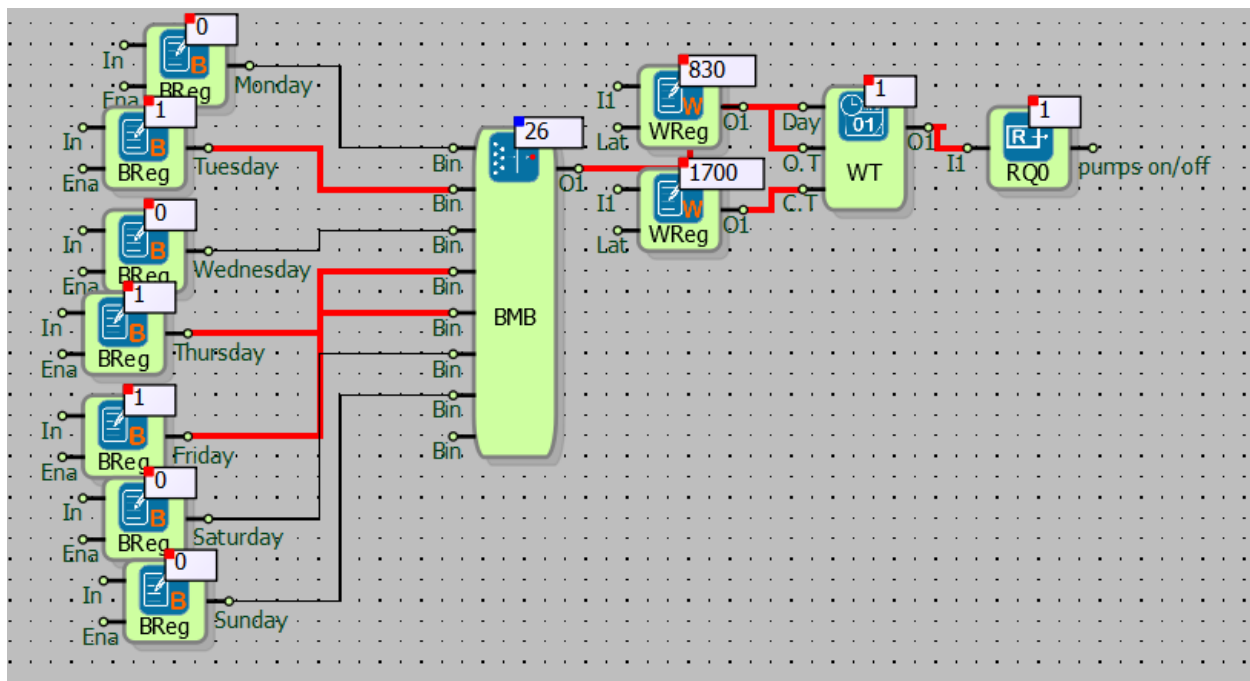 0
In
Ena
BReg
Monday
1
In
Ena
BReg
Tuesday
0
In
Ena
BReg
Wednesday
1
In
Ena
BReg
Thursday
1
In
Ena
BReg
Friday
0
In
Ena
BReg
Saturday
0
In
Ena
BReg
Sunday
26
Bin
Bin
Bin
Bin
Bin
Bin
Bin
Bin
BMB
O1
830
I1
Lat
WReg
O1
1700
I1
Lat
WReg
O1
1
Day
O.T
C.T
01
WT
O1
1
I1
R
RQ0
pumps on/off